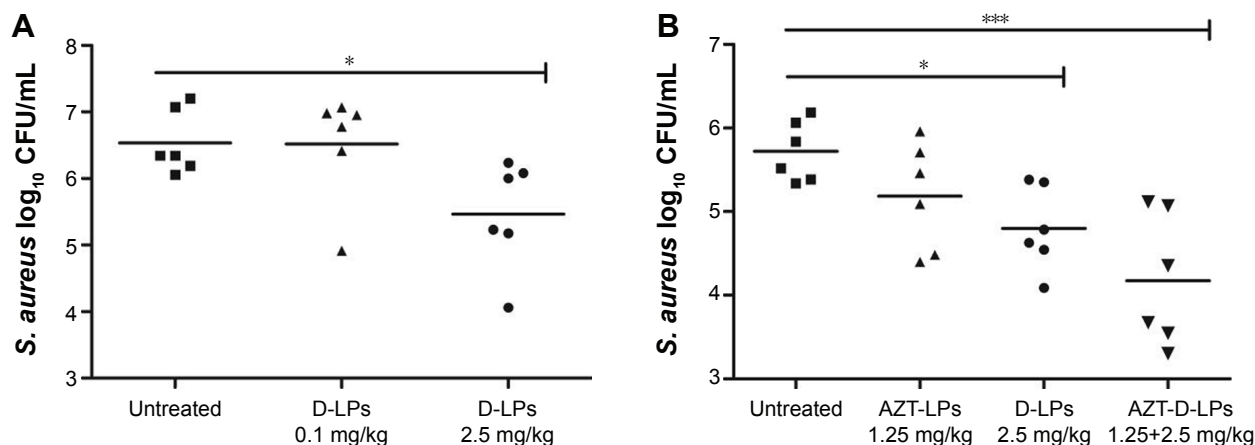 A
S. aureus log10 CFU/mL
8
7
6
5
4
3
*
Untreated
D-LPs
0.1 mg/kg
D-LPs
2.5 mg/kg
B
S. aureus log10 CFU/mL
7
6
5
4
3
***
*
Untreated
AZT-LPs
1.25 mg/kg
D-LPs
2.5 mg/kg
AZT-D-LPs
1.25+2.5 mg/kg